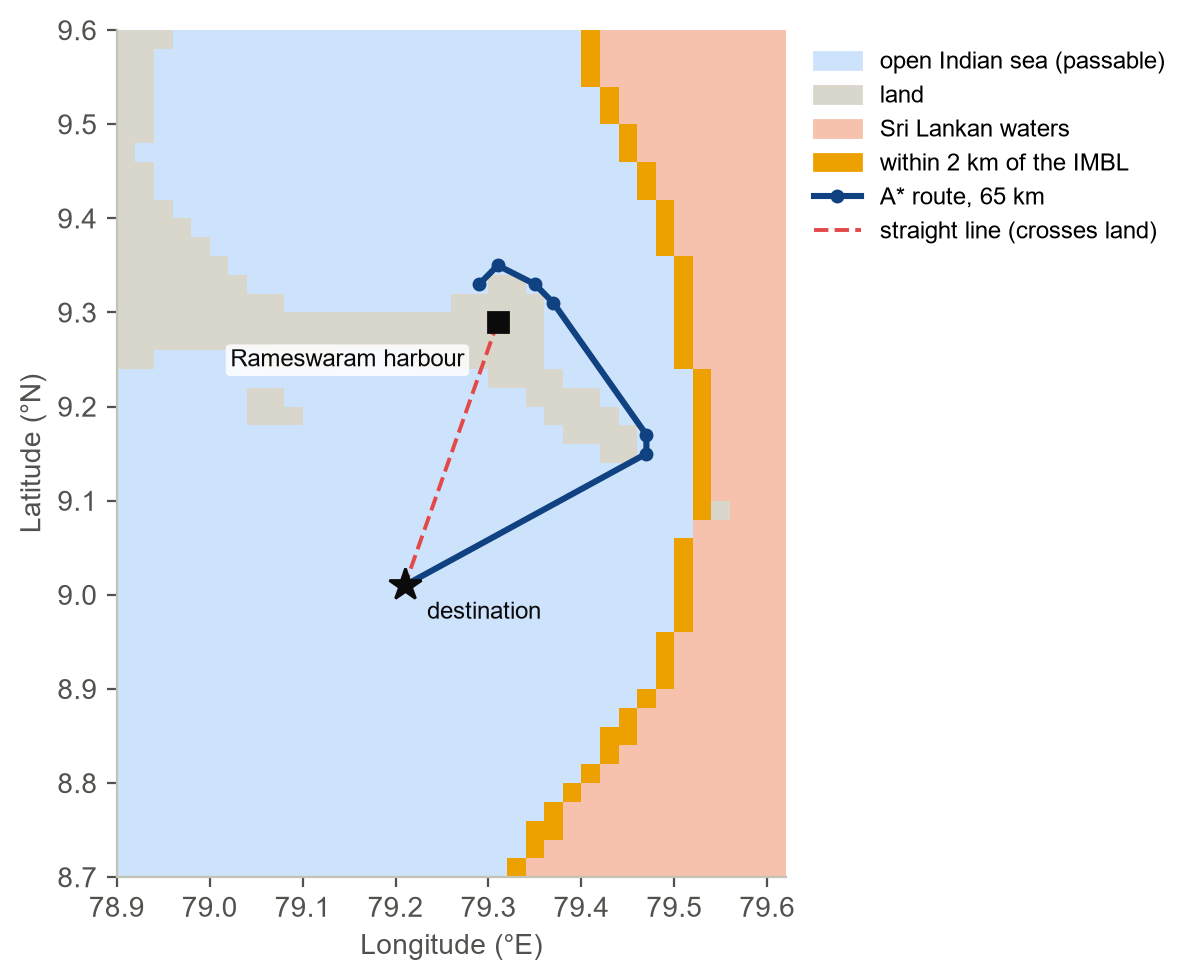 9.6
9.5
9.4
9.3
9.2
9.1
9.0
8.9
8.8
8.7
Latitude (°N)
78.9 79.0 79.1 79.2 79.3 79.4 79.5 79.6
Longitude (°E)
Rameswaram harbour
destination
open Indian sea (passable)
land
Sri Lankan waters
within 2 km of the IMBL
A* route, 65 km
straight line (crosses land)